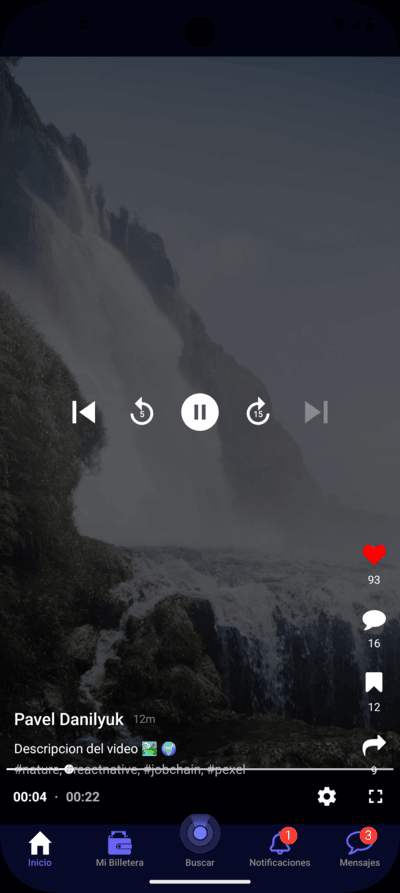 5
15
93
16
12
Pavel Danilyuk 12m
Descripcion del video
#nature, #reactnative, #jobchain, #pexel
9
00:04 · 00:22
1
3
Inicio
Mi Billetera
Buscar
Notificaciones
Mensajes